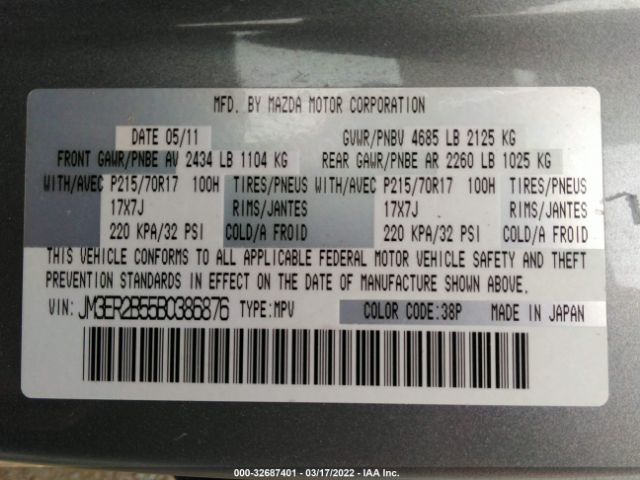 MFD. BY MAZDA MOTOR CORPORATION
DATE 05/11 GVWR/PNBV 4685 LB 2125 KG
FRONT GAWR/PNBE AV 2434 LB 1104 KG REAR GAWR/PNBE AR 2260 LB 1025 KG
WITH/AVEC P215/70R17 100H TIRES/PNEUS WITH/AVEC P215/70R17 100H TIRES/PNEUS
17X7J RIMS/JANTES 17X7J RIMS/JANTES
220 KPA/32 PSI COLD/A FROID 220 KPA/32 PSI COLD/A FROID
THIS VEHICLE CONFORMS TO ALL APPLICABLE FEDERAL MOTOR VEHICLE SAFETY AND THEFT
PREVENTION STANDARDS IN EFFECT ON THE DATE OF MANUFACTURE SHOWN ABOVE.
VIN: JM3ER2B55B0386876 TYPE:MPV COLOR CODE:38P MADE IN JAPAN
000-32687401 - 03/17/2022 - IAA Inc.